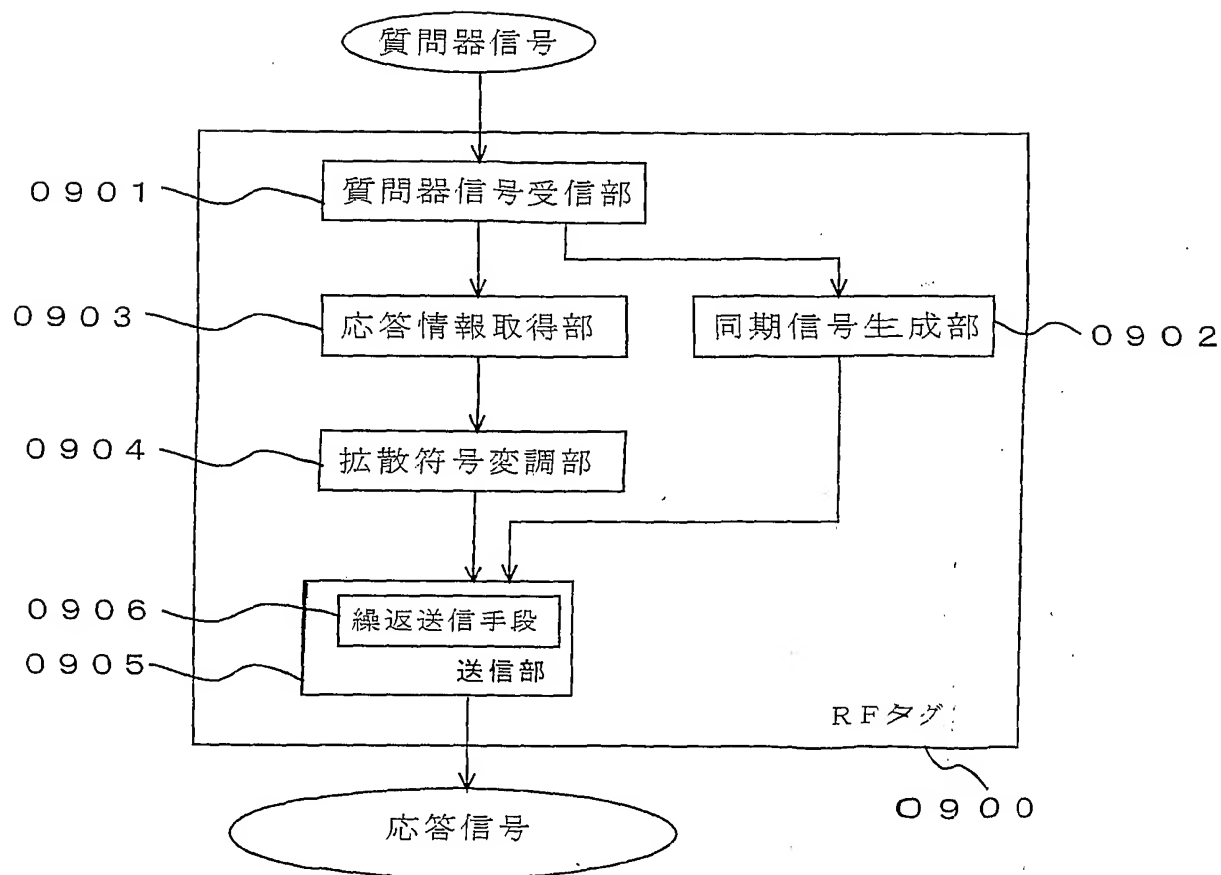 質問器信号
0901
質問器信号受信部
0903
応答情報取得部
同期信号生成部
0902
0904
拡散符号変調部
0906
繰返送信手段
0905
送信部
RFタグ
0900
応答信号